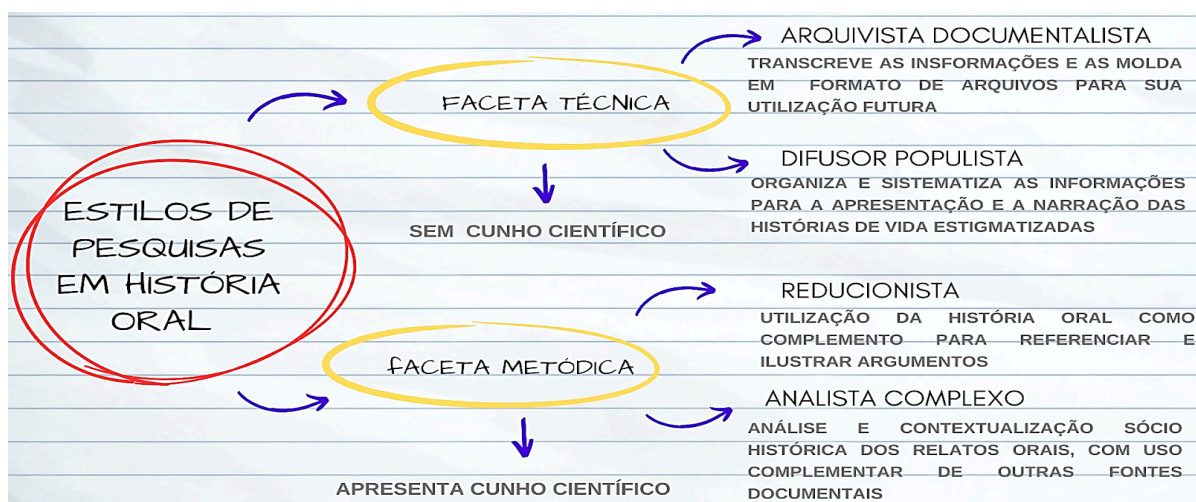 ESTILOS DE
PESQUISAS
EM HISTÓRIA
ORAL
FACETA TÉCNICA
SEM CUNHO CIENTÍFICO
ARQUIVISTA DOCUMENTALISTA
TRANSCREVE AS INSFORMAÇÕES E AS MOLDA
EM FORMATO DE ARQUIVOS PARA SUA
UTILIZAÇÃO FUTURA
DIFUSOR POPULISTA
ORGANIZA E SISTEMATIZA AS INFORMAÇÕES
PARA A APRESENTAÇÃO E A NARRAÇÃO DAS
HISTÓRIAS DE VIDA ESTIGMATIZADAS
FACETA METÓDICA
APRESENTA CUNHO CIENTÍFICO
REDUCIONISTA
UTILIZAÇÃO DA HISTÓRIA ORAL COMO
COMPLEMENTO PARA REFERENCIAR E
ILUSTRAR ARGUMENTOS
ANALISTA COMPLEXO
ANÁLISE E CONTEXTUALIZAÇÃO SÓCIO
HISTÓRICA DOS RELATOS ORAIS, COM USO
COMPLEMENTAR DE OUTRAS FONTES
DOCUMENTAIS